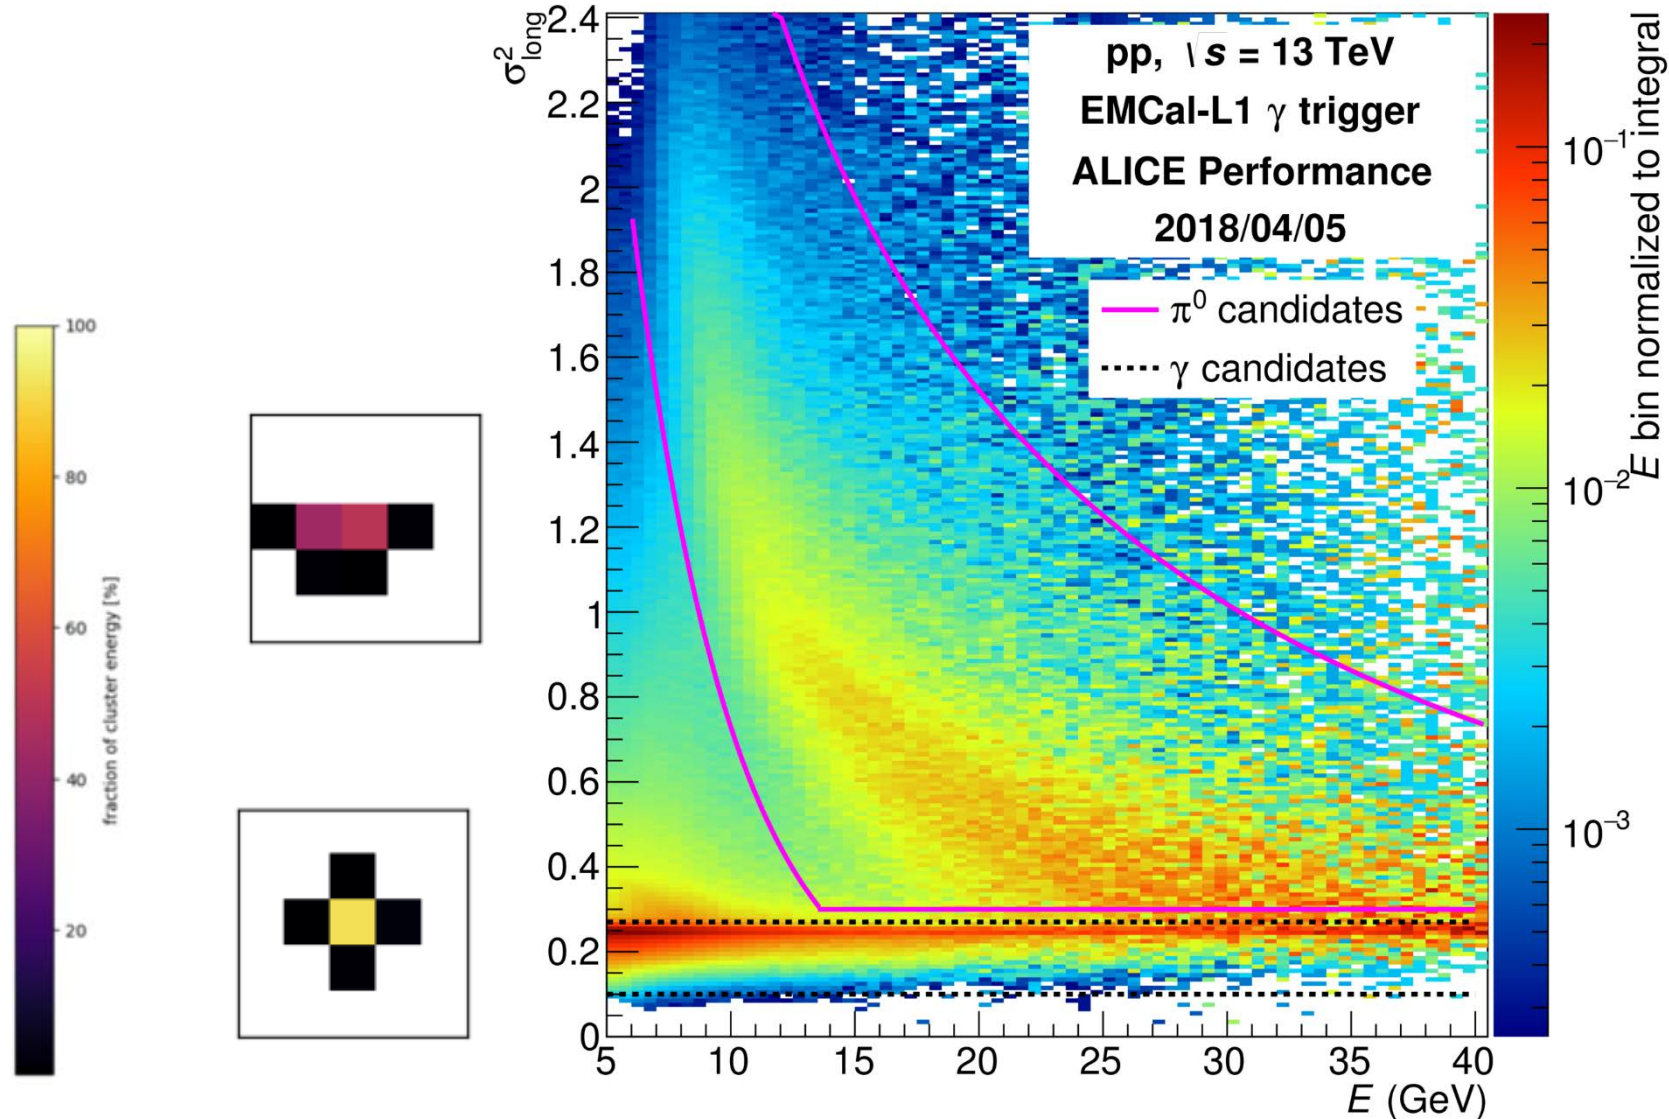 100
80
60
40
20
fraction of cluster energy [%]
σ²long
2.4
2.2
2
1.8
1.6
1.4
1.2
1
0.8
0.6
0.4
0.2
0
5 10 15 20 25 30 35 40
E (GeV)
pp, √s = 13 TeV
EMCal-L1 γ trigger
ALICE Performance
2018/04/05
π⁰ candidates
γ candidates
10⁻¹
10⁻²
10⁻³
E bin normalized to integral